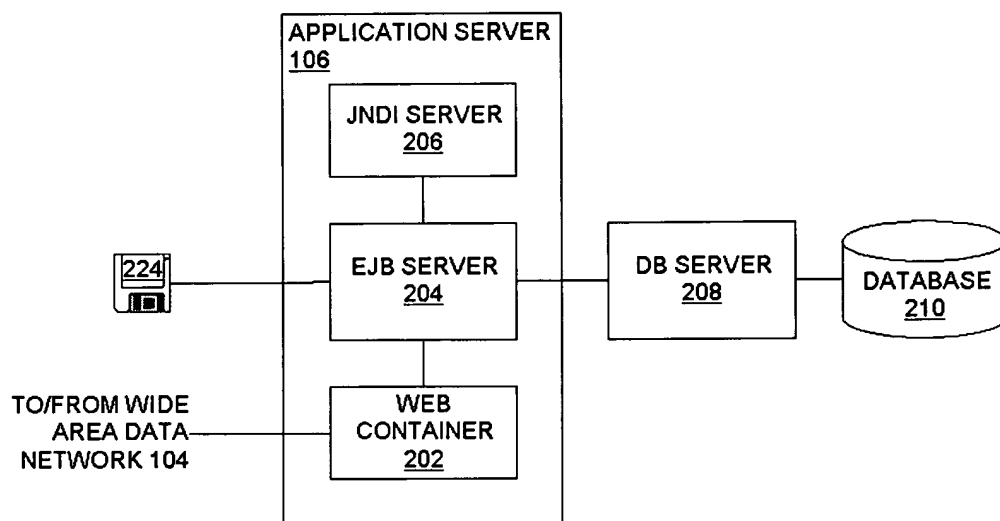 APPLICATION SERVER
106
JNDI SERVER
206
224
EJB SERVER
204
DB SERVER
208
DATABASE
210
TO/FROM WIDE
AREA DATA
NETWORK 104
WEB
CONTAINER
202